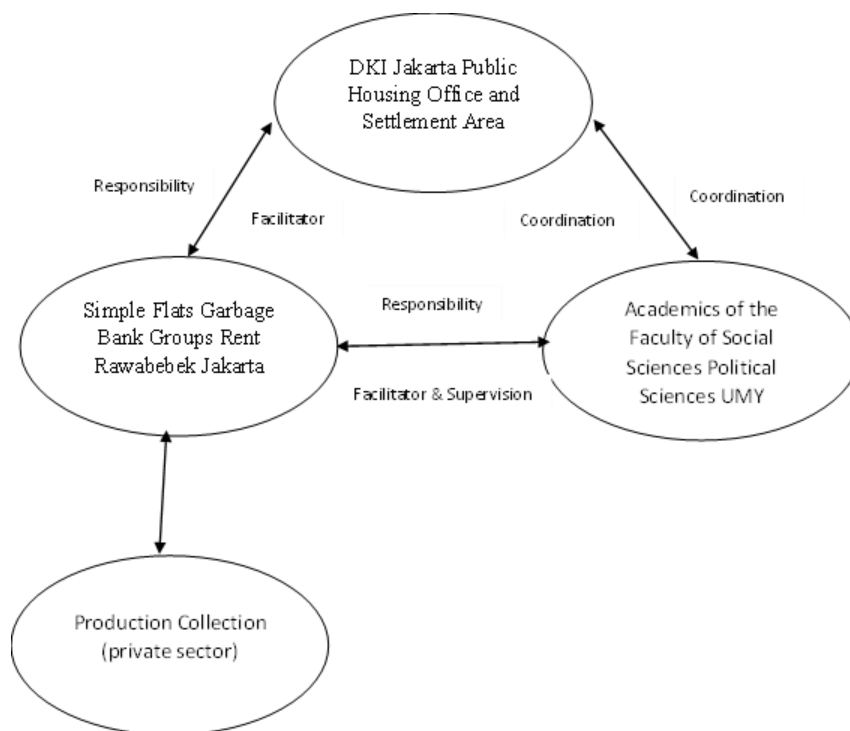 DKI Jakarta Public
Housing Office and
Settlement Area
Responsibility
Coordination
Facilitator
Coordination
Simple Flats Garbage
Bank Groups Rent
Rawabebek Jakarta
Responsibility
Facilitator & Supervision
Academics of the
Faculty of Social
Sciences Political
Sciences UMY
Production Collection
(private sector)